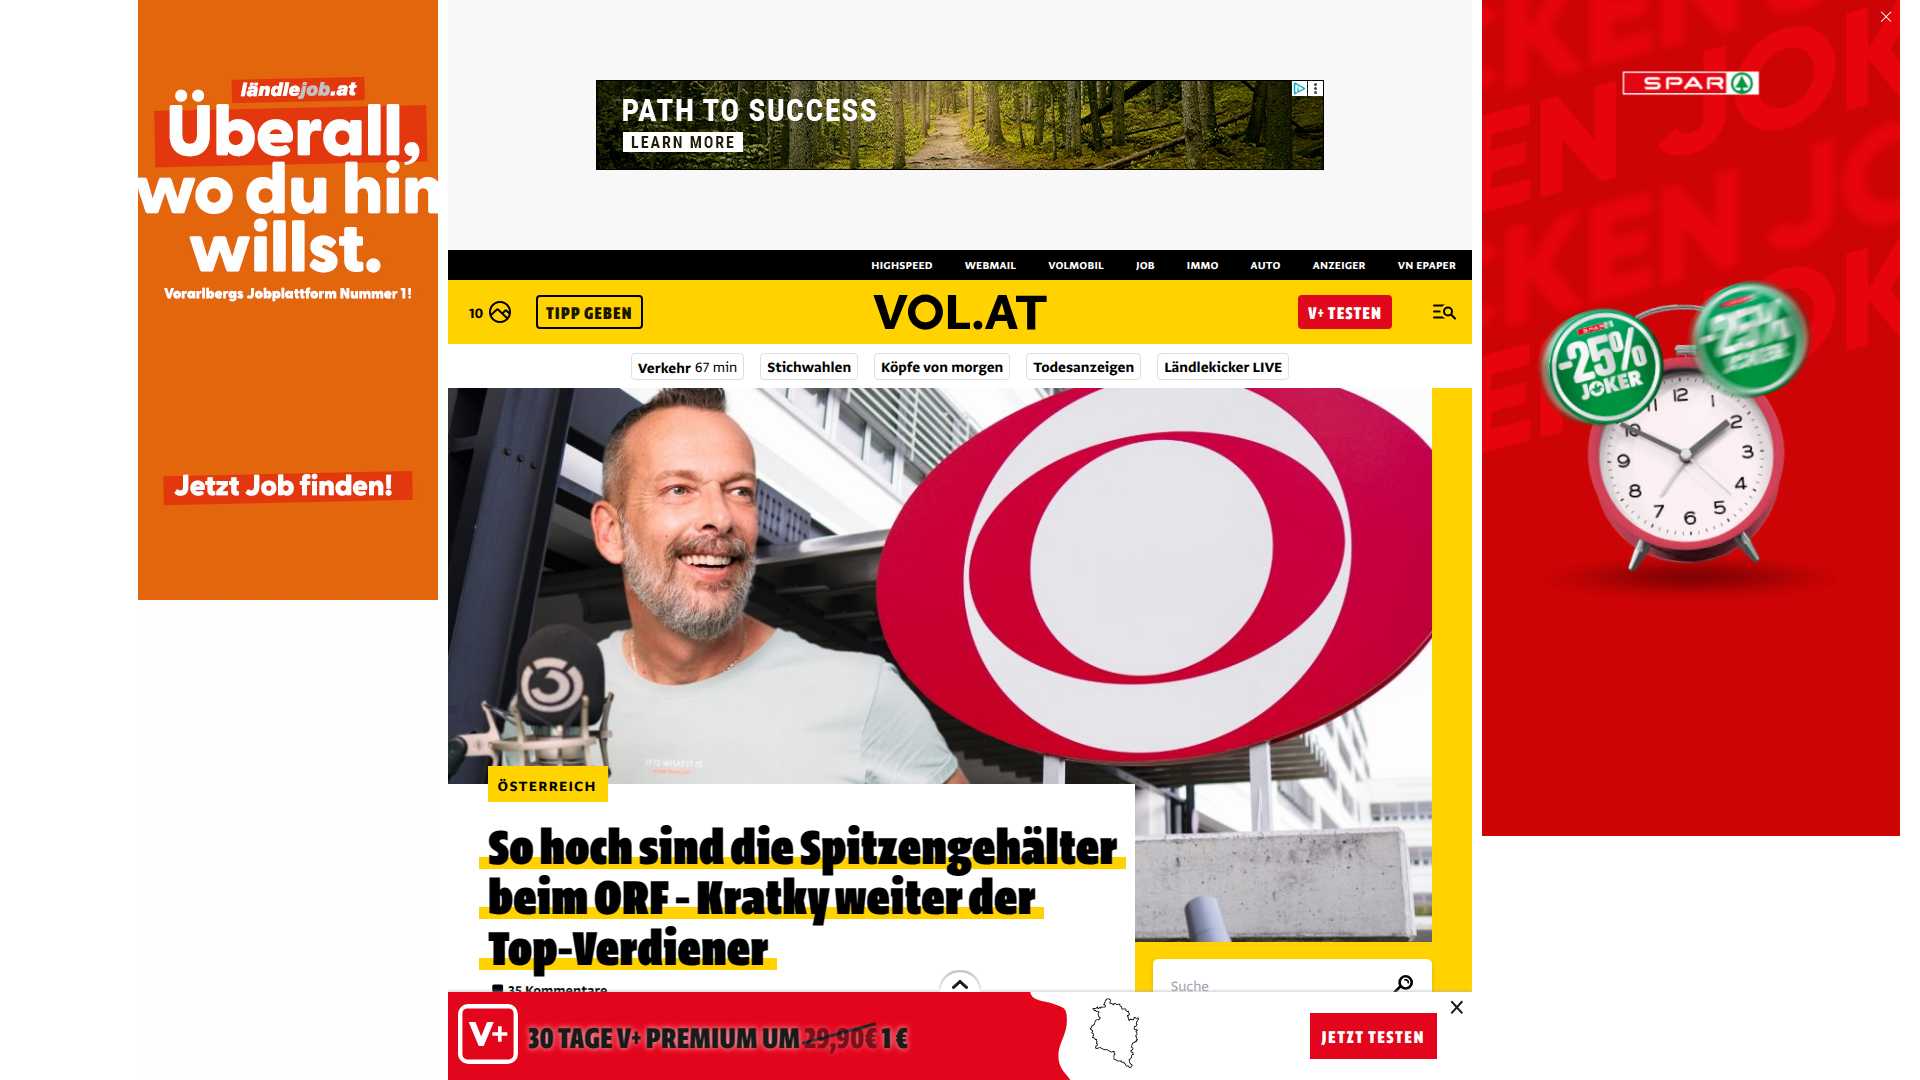 ländlejob.at
Überall,
wo du hin
willst.
Vorarlbergs Jobplattform Nummer 1!
Jetzt Job finden!
PATH TO SUCCESS
LEARN MORE
HIGHSPEED WEBMAIL VOLMOBIL JOB IMMO AUTO ANZEIGER VN EPAPER
10 TIPP GEBEN VOL.AT V+ TESTEN
Verkehr 67 min Stichwahlen Köpfe von morgen Todesanzeigen Ländlekicker LIVE
ÖSTERREICH
So hoch sind die Spitzengehälter
beim ORF – Kratky weiter der
Top-Verdiener
35 Kommentare
Suche
V+ 30 TAGE V+ PREMIUM UM 29,90€ 1 € JETZT TESTEN
SPAR
-25%
JOKER
-25%
JOKER
12
11 1
10 2
9 3
8 4
7 6 5